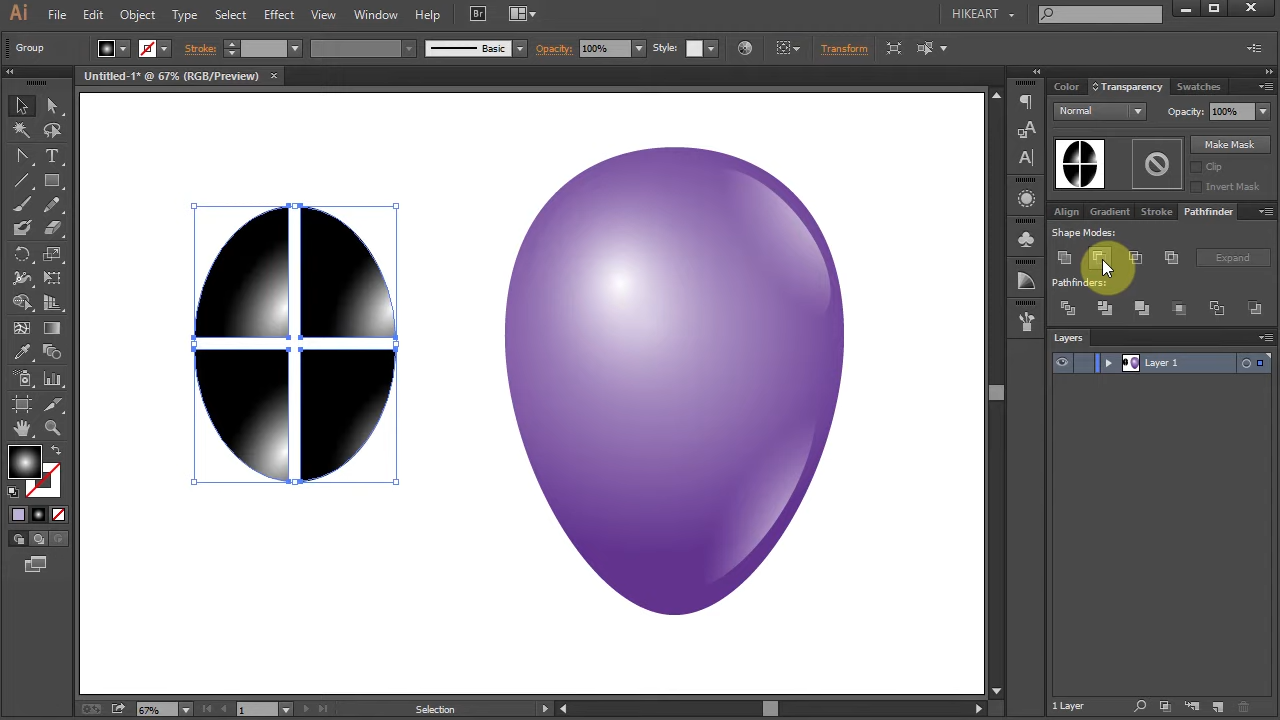 Ai File Edit Object Type Select Effect View Window Help Br HIKEART
Group Stroke: Basic Opacity: 100% Style: Transform
Untitled-1* @ 67% (RGB/Preview) ×
Color Transparency Swatches
Normal Opacity: 100%
Make Mask
Clip
Invert Mask
Align Gradient Stroke Pathfinder
Shape Modes:
Expand
Pathfinders:
Layers
Layer 1
67% 1 Selection
1 Layer